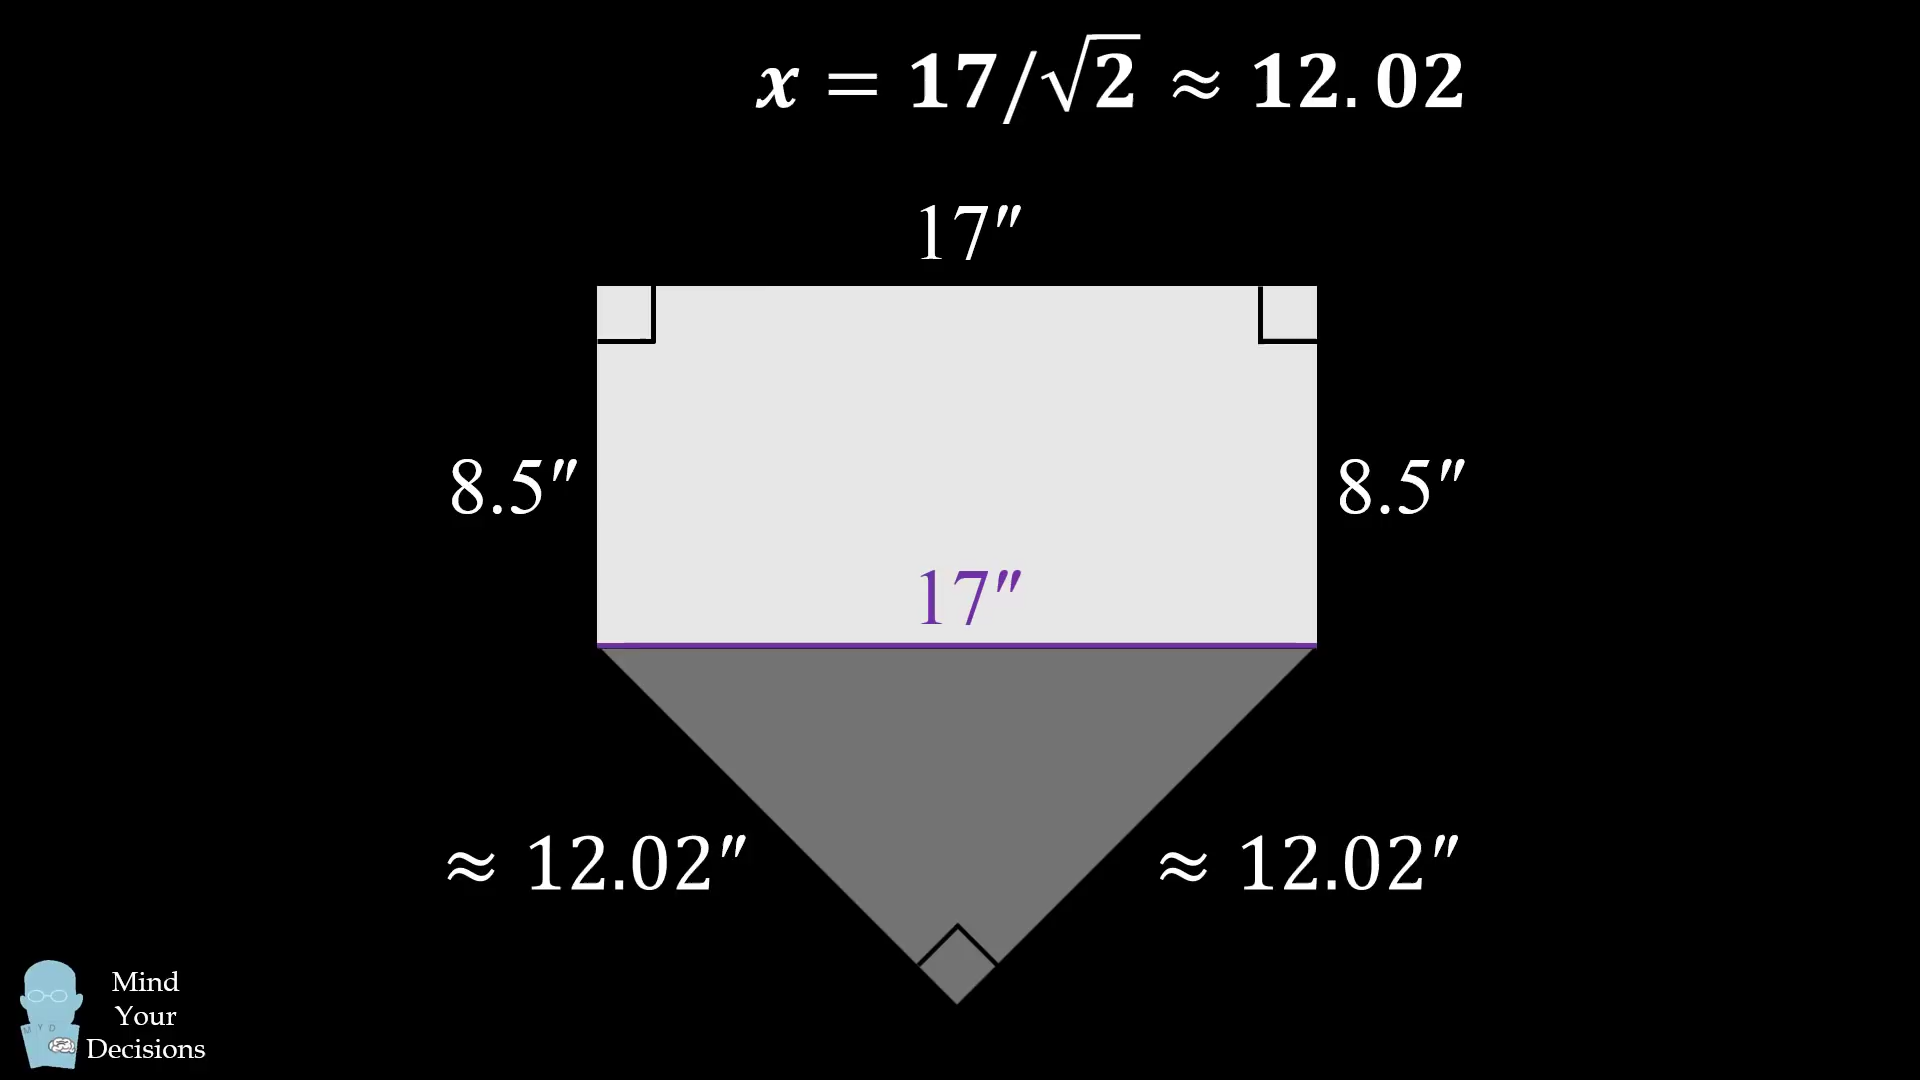 x = 17/√2 ≈ 12.02
17″
8.5″ 8.5″
17″
≈ 12.02″ ≈ 12.02″
M Y D
Mind
Your
Decisions